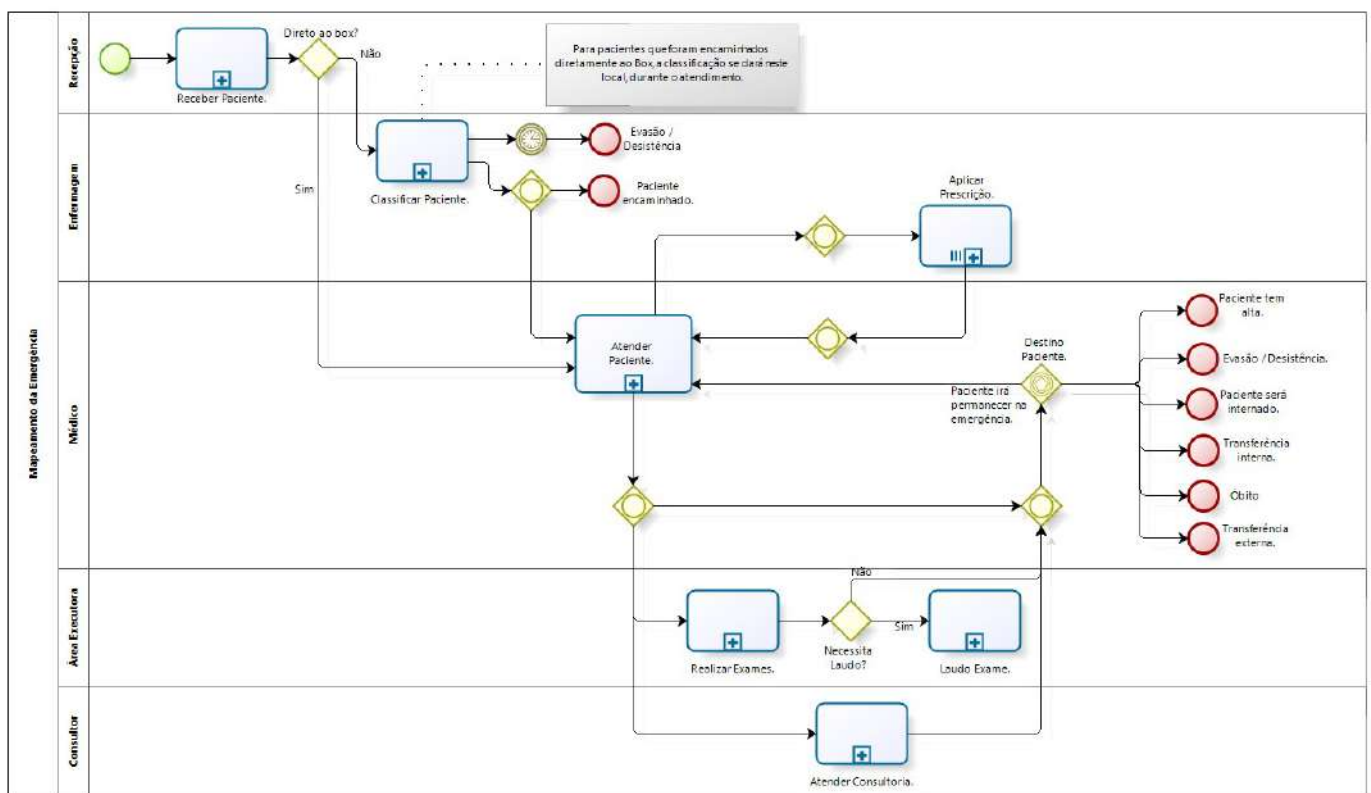 Mapeamento da Emergência
Recepção
Direto ao box?
Não
Receber Paciente.
Para pacientes que foram encaminhados
diretamente ao Box, a classificação se dará neste
local, durante o atendimento.
Enfermagem
Sim
Classificar Paciente.
Evasão /
Desistência
Paciente
encaminhado.
Aplicar
Prescrição.
Médico
Atender
Paciente.
Destino
Paciente.
Paciente irá
permanecer na
emergência.
Paciente tem
alta.
Evasão / Desistência.
Paciente será
internado.
Transferência
interna.
Óbito
Transferência
externa.
Área Executora
Realizar Exames.
Não
Necessita
Laudo?
Sim
Laudo Exame.
Consultor
Atender Consultoria.